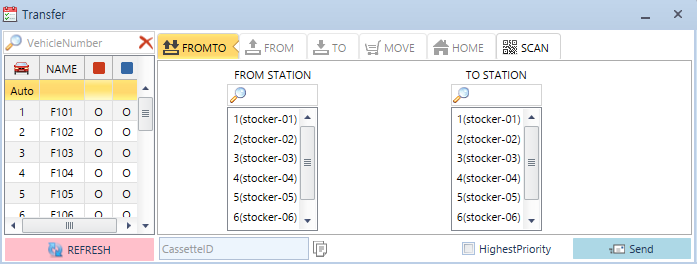 Transfer
VehicleNumber
FROMTO FROM TO MOVE HOME SCAN
NAME
Auto
1 F101 O O
2 F102 O O
3 F103 O O
4 F104 O O
5 F105 O O
6 F106 O O
FROM STATION
1(stocker-01)
2(stocker-02)
3(stocker-03)
4(stocker-04)
5(stocker-05)
6(stocker-06)
TO STATION
1(stocker-01)
2(stocker-02)
3(stocker-03)
4(stocker-04)
5(stocker-05)
6(stocker-06)
REFRESH
CassetteID
HighestPriority
Send